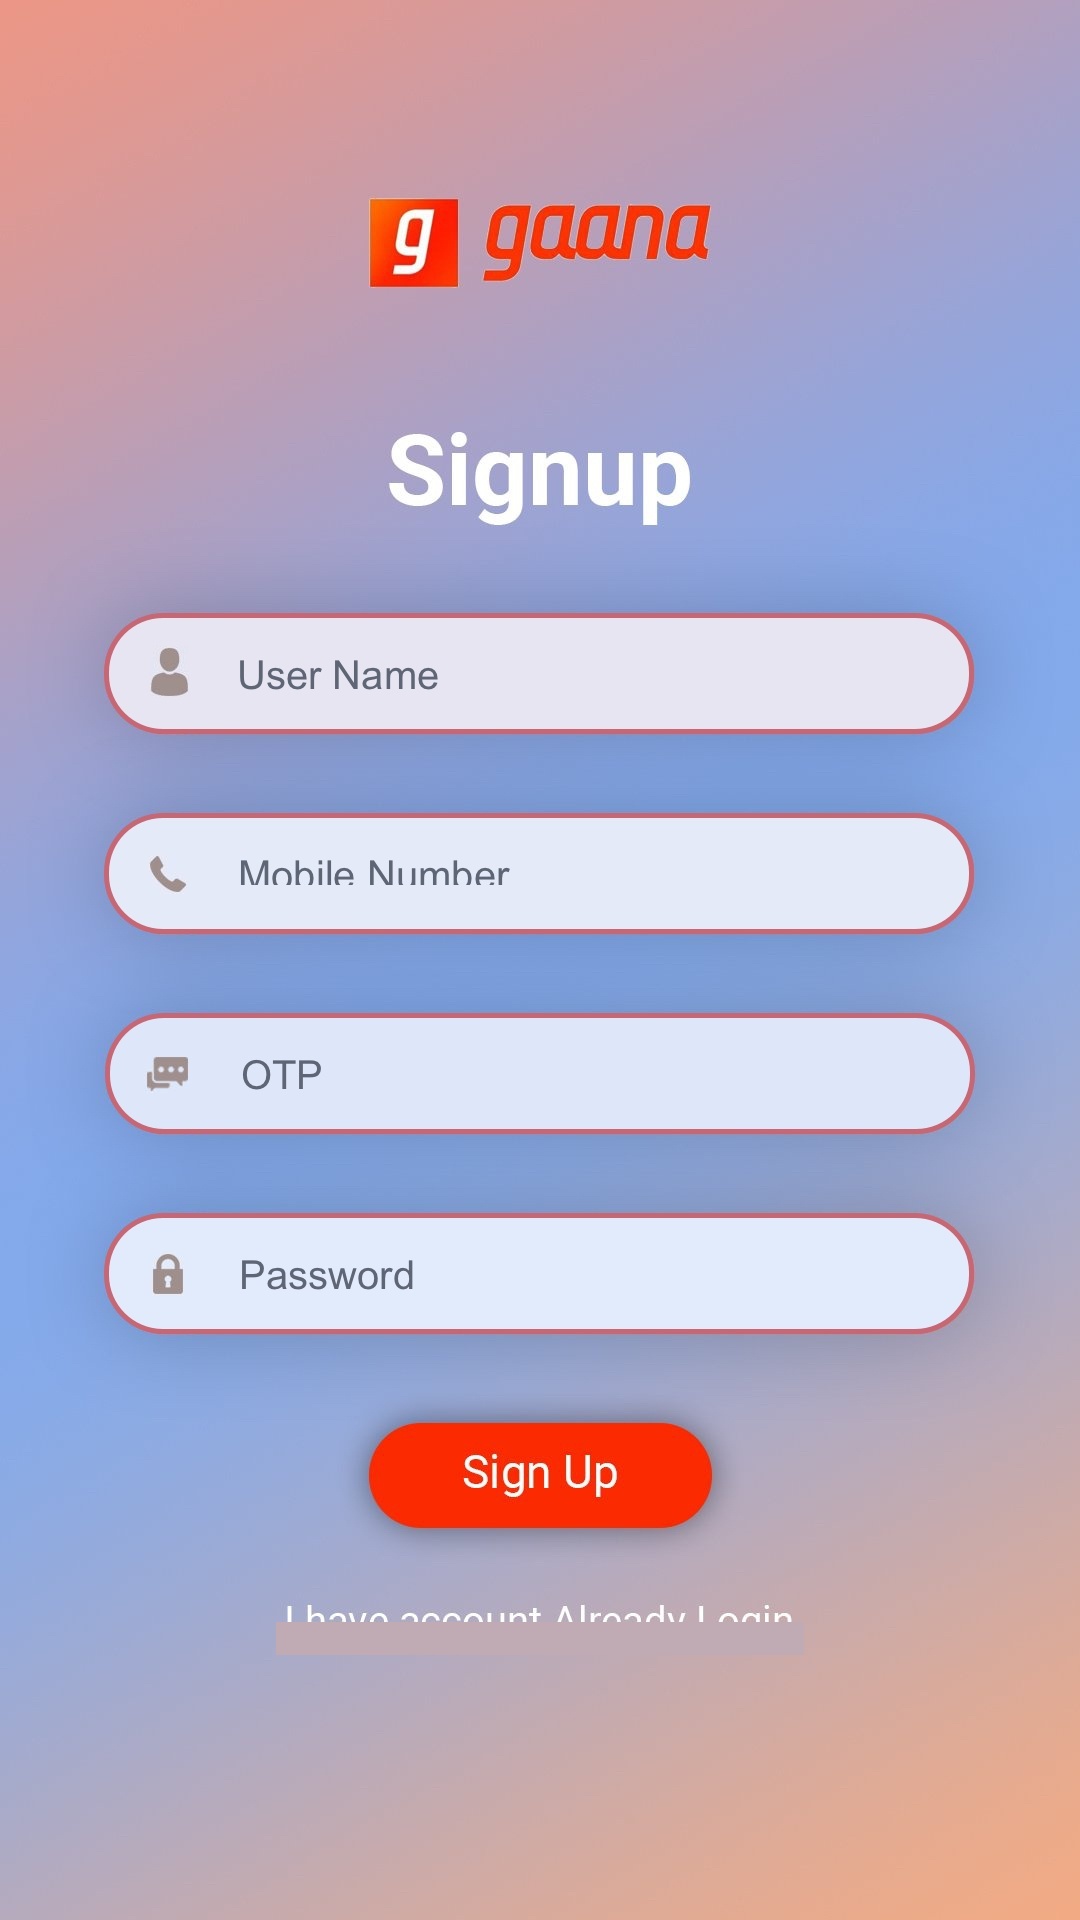 g gaana
Signup
User Name
Mobile Number
OTP
Password
Sign Up
I have account Already Login